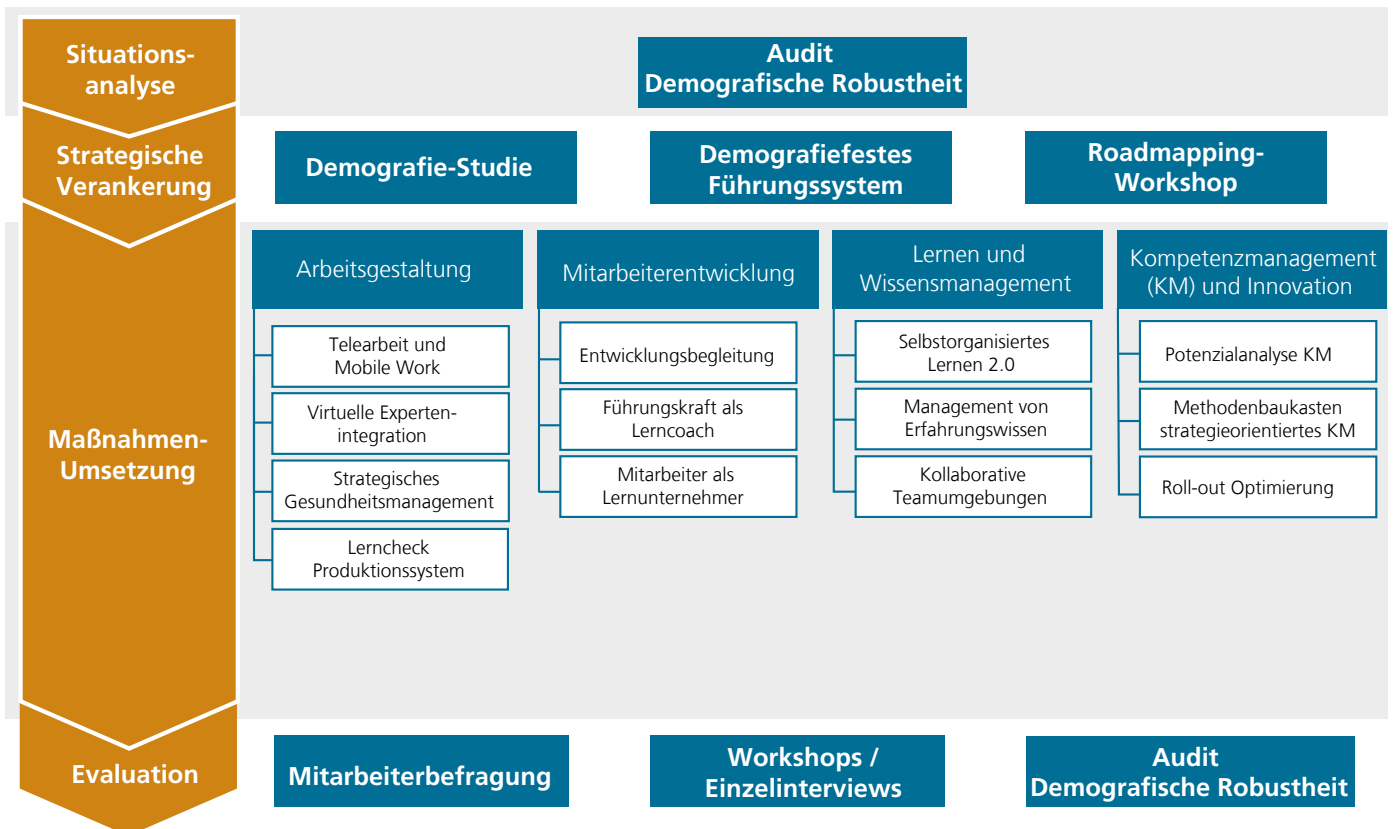 Situations-
analyse
Audit
Demografische Robustheit
Strategische
Verankerung
Demografie-Studie
Demografiefestes
Führungssystem
Roadmapping-
Workshop
Maßnahmen-
Umsetzung
Arbeitsgestaltung
Telearbeit und
Mobile Work
Virtuelle Experten-
integration
Strategisches
Gesundheitsmanagement
Lerncheck
Produktionssystem
Mitarbeiterentwicklung
Entwicklungsbegleitung
Führungskraft als
Lerncoach
Mitarbeiter als
Lernunternehmer
Lernen und
Wissensmanagement
Selbstorganisiertes
Lernen 2.0
Management von
Erfahrungswissen
Kollaborative
Teamumgebungen
Kompetenzmanagement
(KM) und Innovation
Potenzialanalyse KM
Methodenbaukasten
strategieorientiertes KM
Roll-out Optimierung
Evaluation
Mitarbeiterbefragung
Workshops /
Einzelinterviews
Audit
Demografische Robustheit